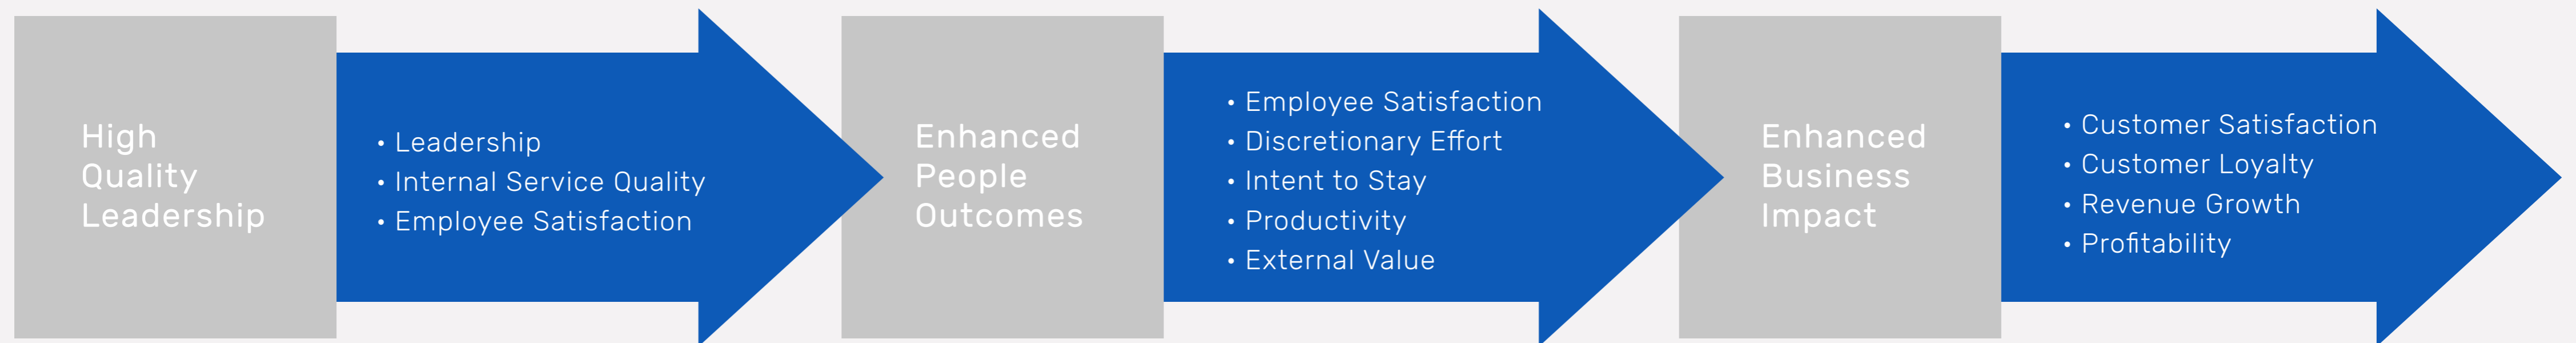 High
Quality
Leadership
• Leadership
• Internal Service Quality
• Employee Satisfaction
Enhanced
People
Outcomes
• Employee Satisfaction
• Discretionary Effort
• Intent to Stay
• Productivity
• External Value
Enhanced
Business
Impact
• Customer Satisfaction
• Customer Loyalty
• Revenue Growth
• Profitability